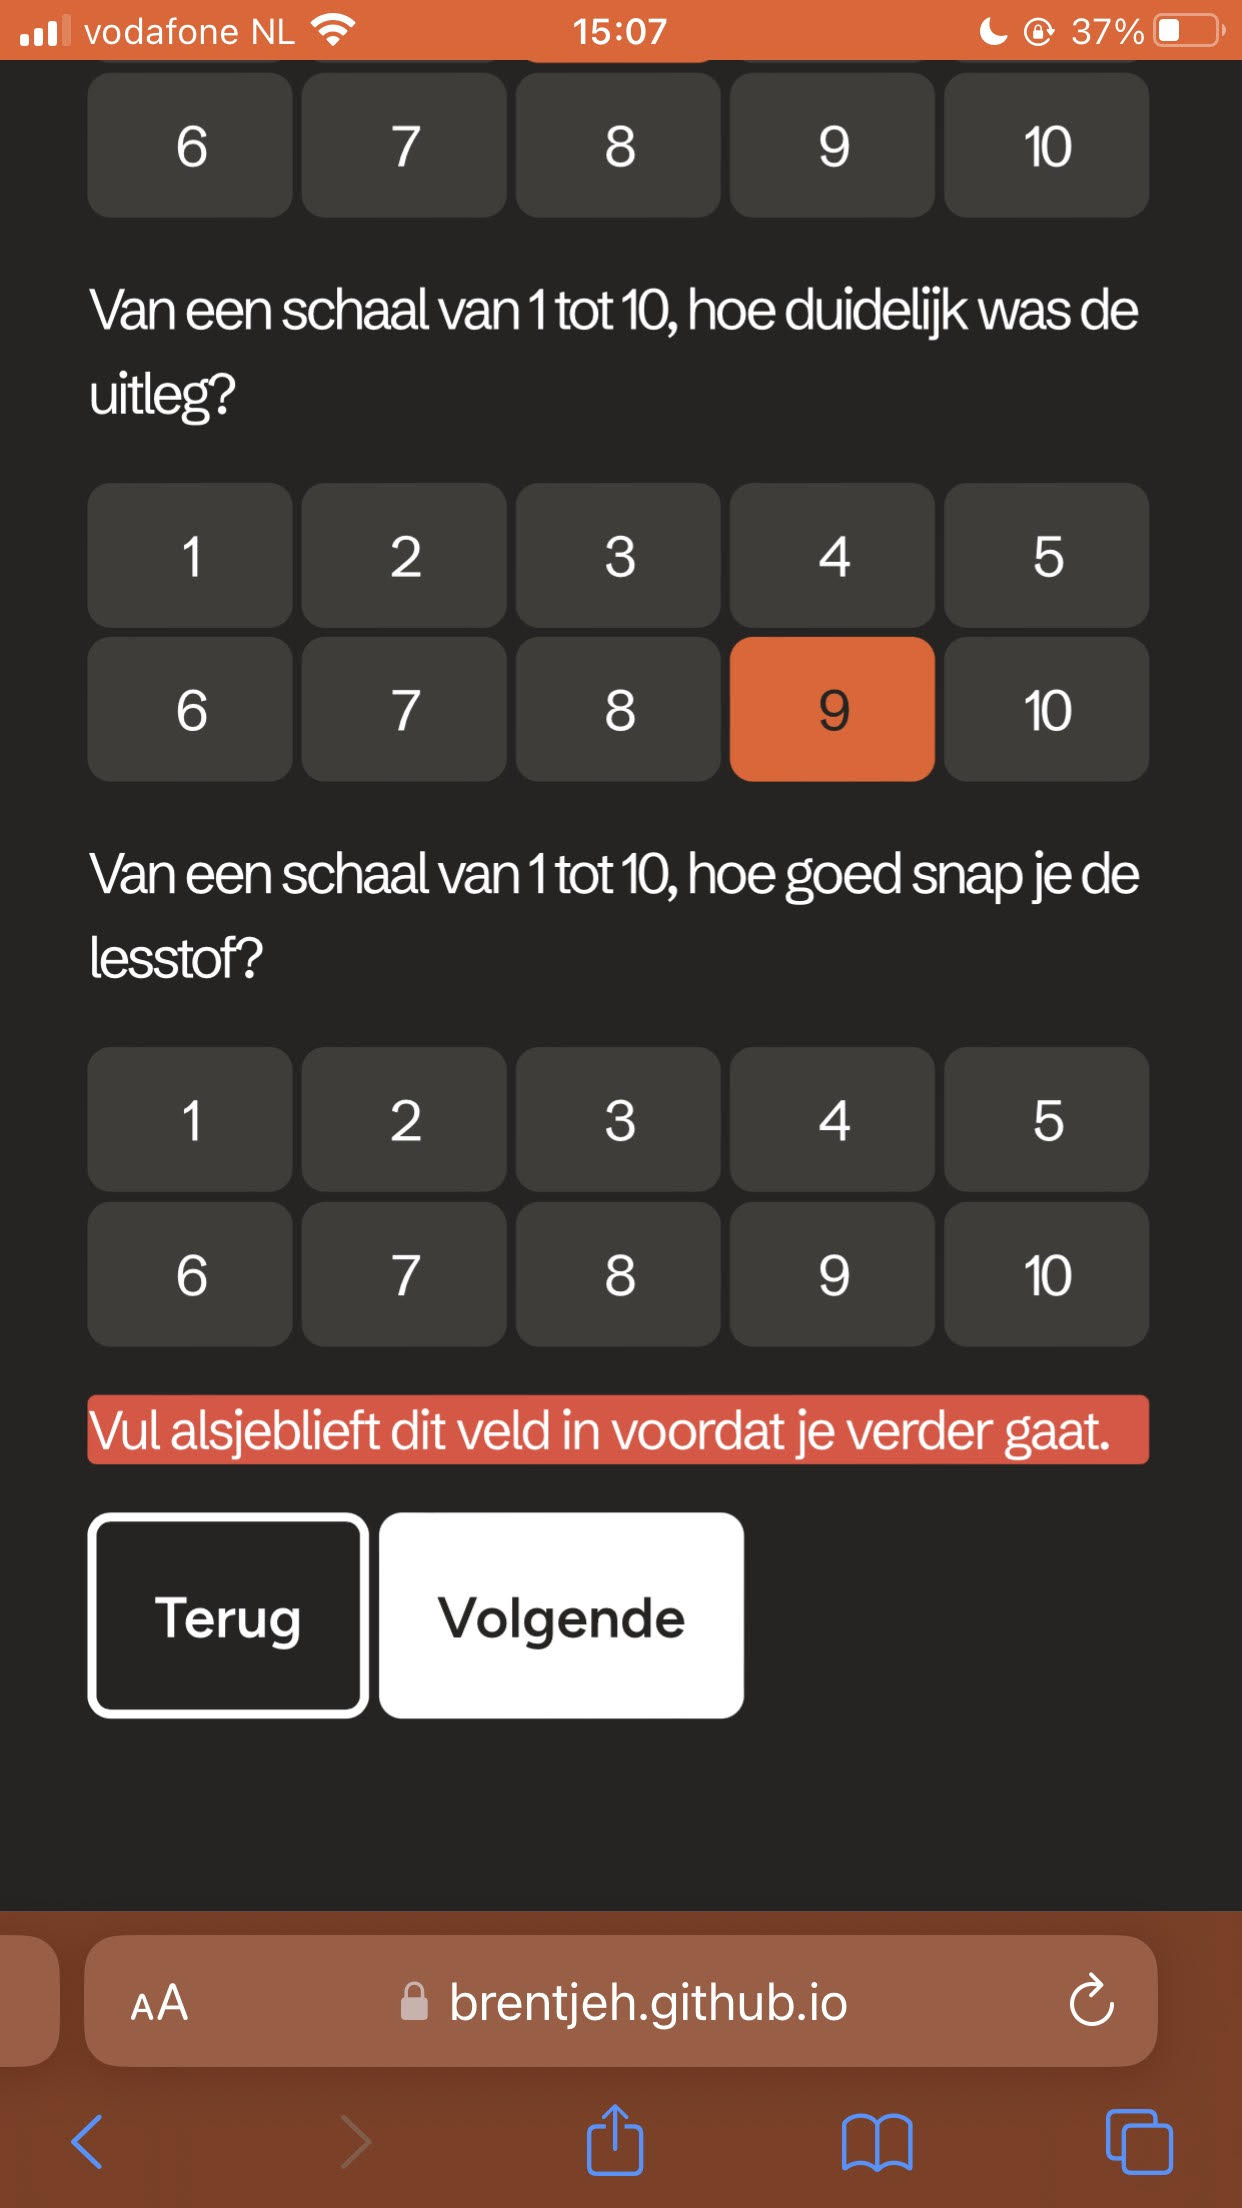 vodafone NL 15:07 37%
6 7 8 9 10
Van een schaal van 1 tot 10, hoe duidelijk was de
uitleg?
1 2 3 4 5
6 7 8 9 10
Van een schaal van 1 tot 10, hoe goed snap je de
lesstof?
1 2 3 4 5
6 7 8 9 10
Vul alsjeblieft dit veld in voordat je verder gaat.
Terug Volgende
AA brentjeh.github.io